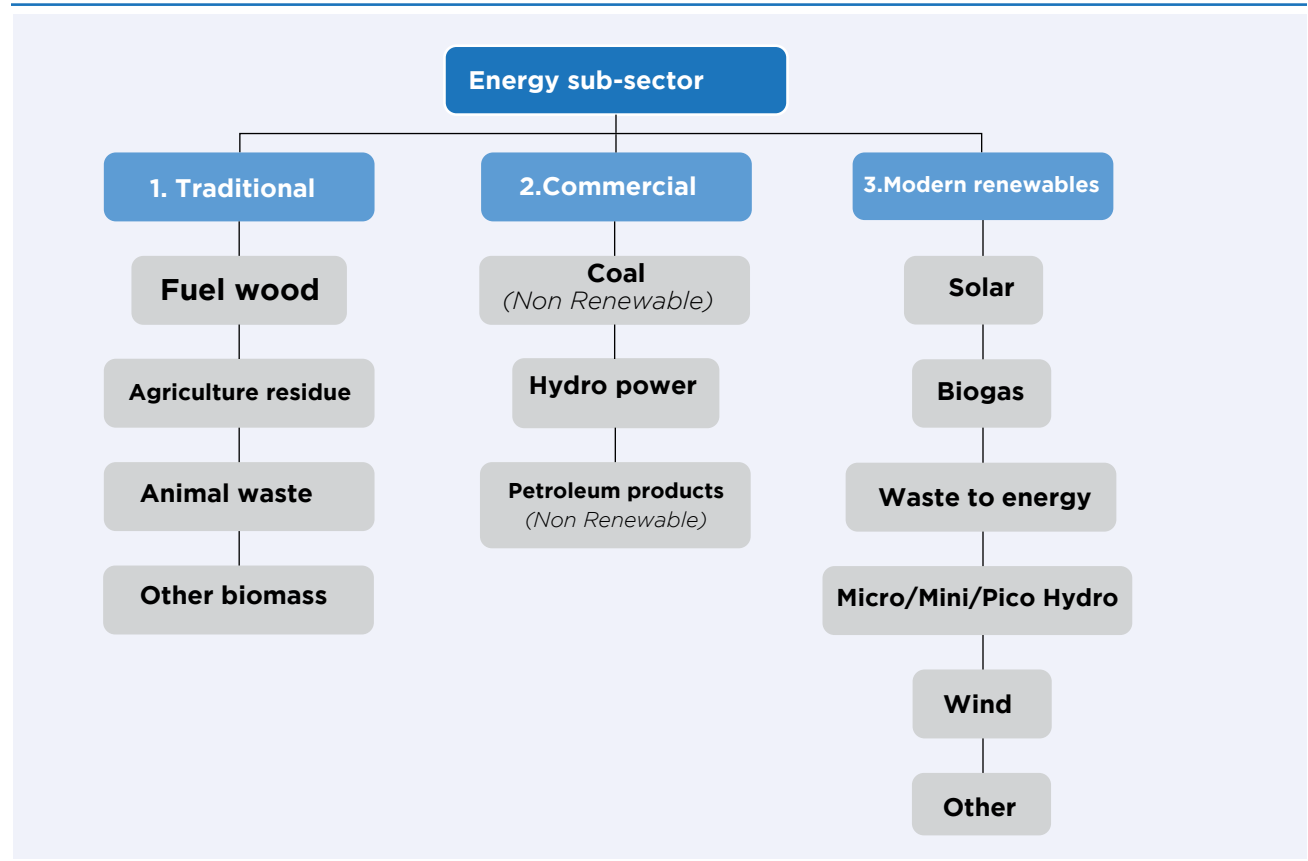 Energy sub-sector
1. Traditional
2.Commercial
3.Modern renewables
Fuel wood
Agriculture residue
Animal waste
Other biomass
Coal
(Non Renewable)
Hydro power
Petroleum products
(Non Renewable)
Solar
Biogas
Waste to energy
Micro/Mini/Pico Hydro
Wind
Other